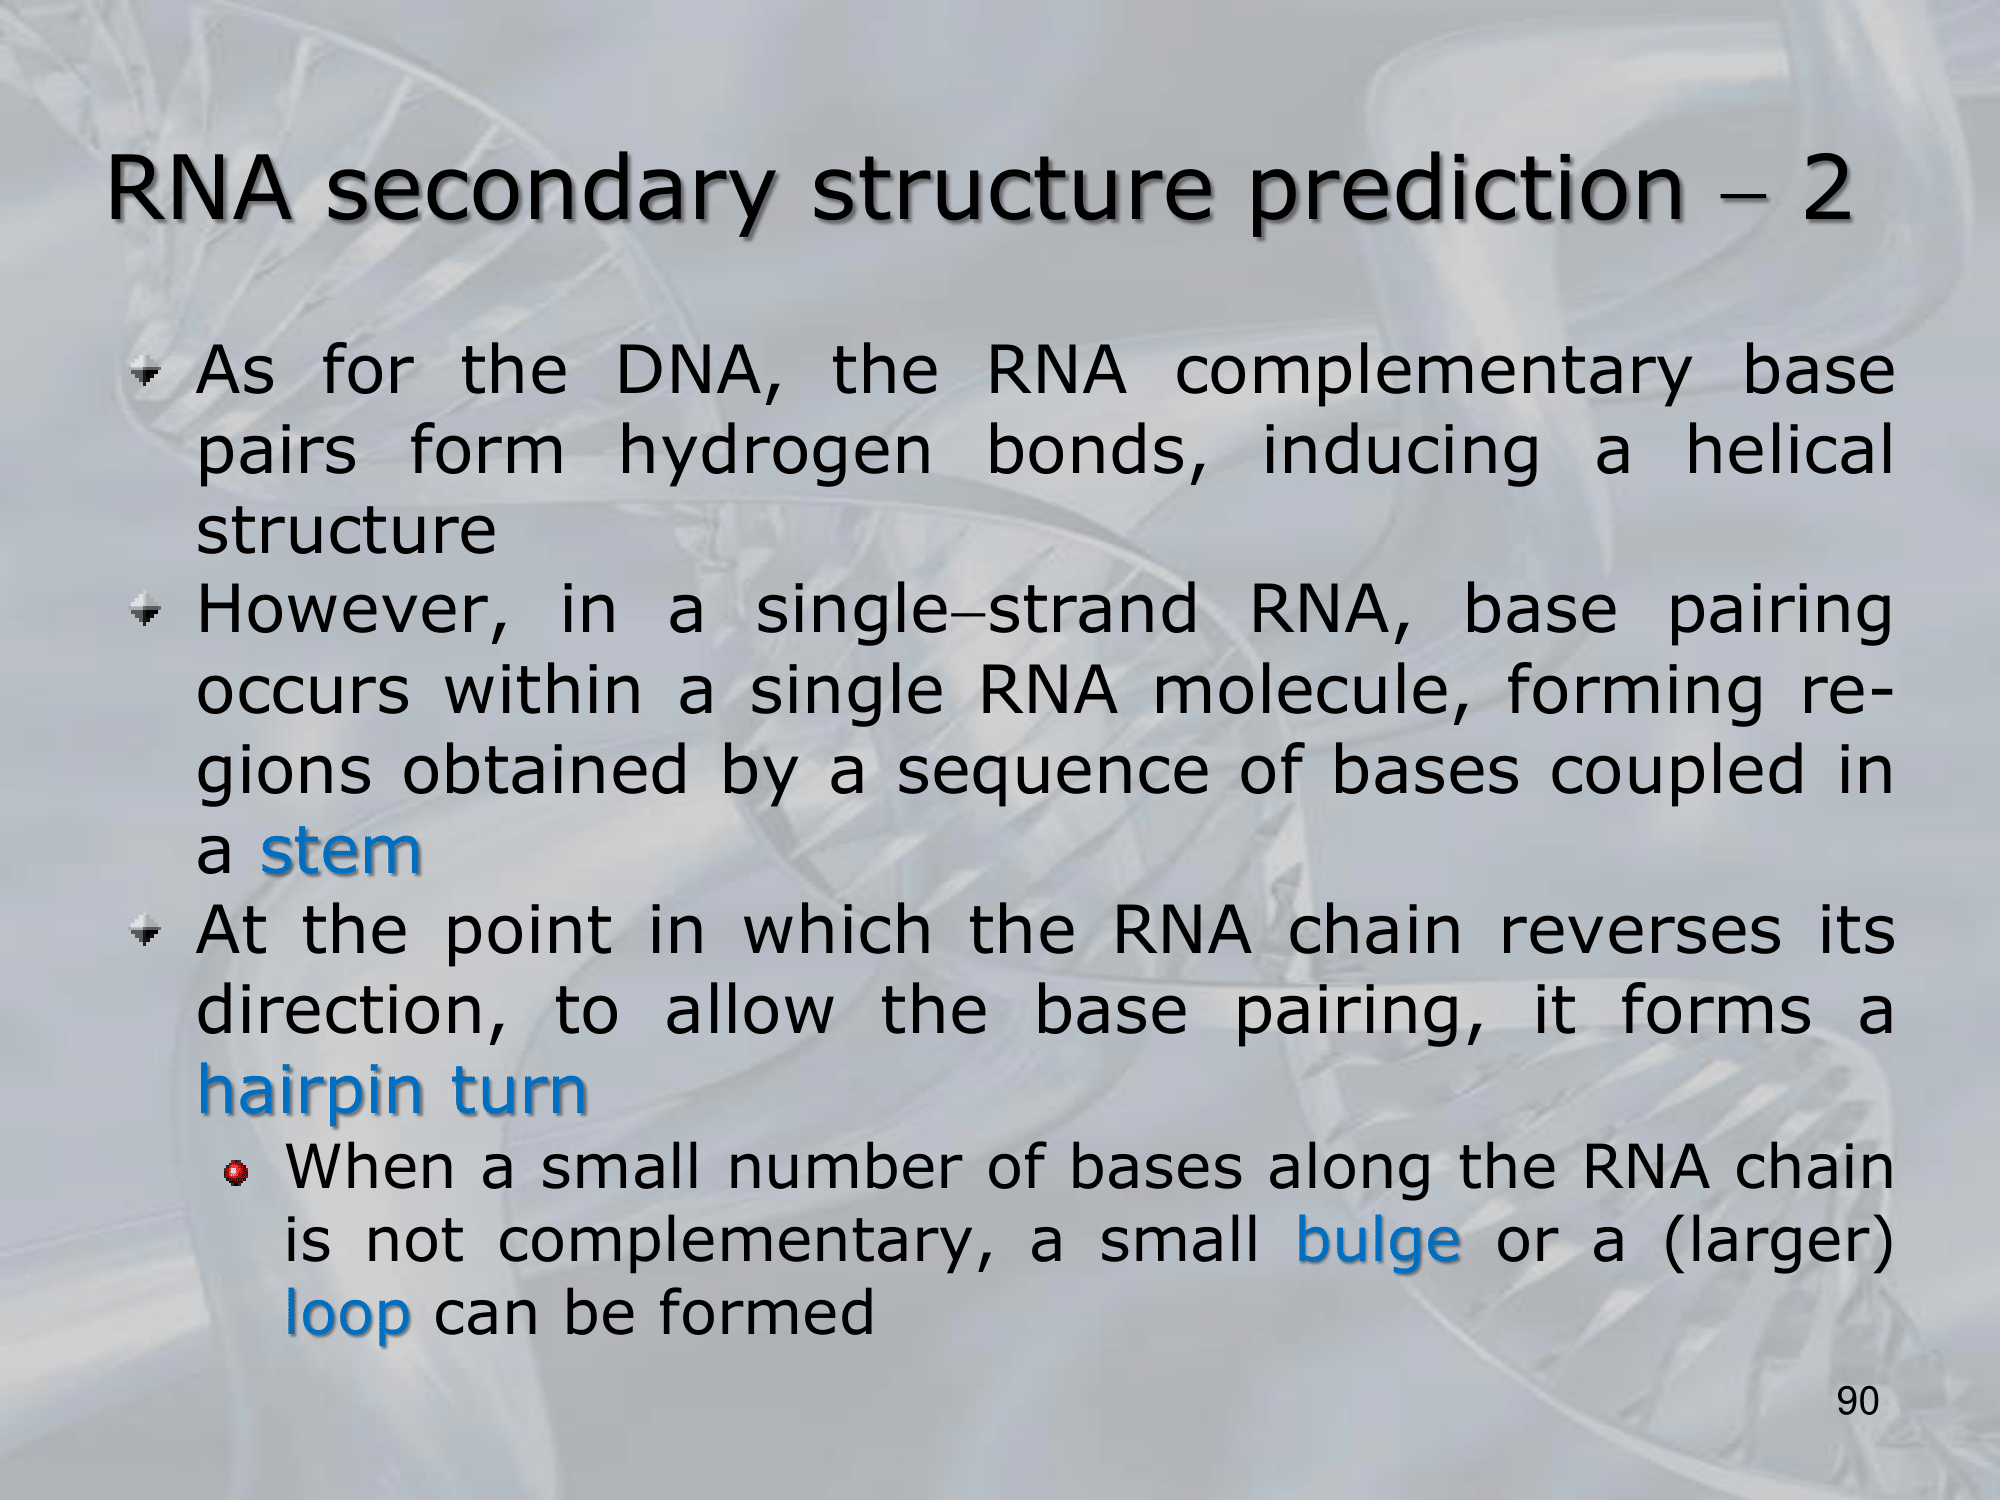 RNA secondary structure prediction – 2
As for the DNA, the RNA complementary base
pairs form hydrogen bonds, inducing a helical
structure
However, in a single–strand RNA, base pairing
occurs within a single RNA molecule, forming re-
gions obtained by a sequence of bases coupled in
a stem
At the point in which the RNA chain reverses its
direction, to allow the base pairing, it forms a
hairpin turn
When a small number of bases along the RNA chain
is not complementary, a small bulge or a (larger)
loop can be formed
90